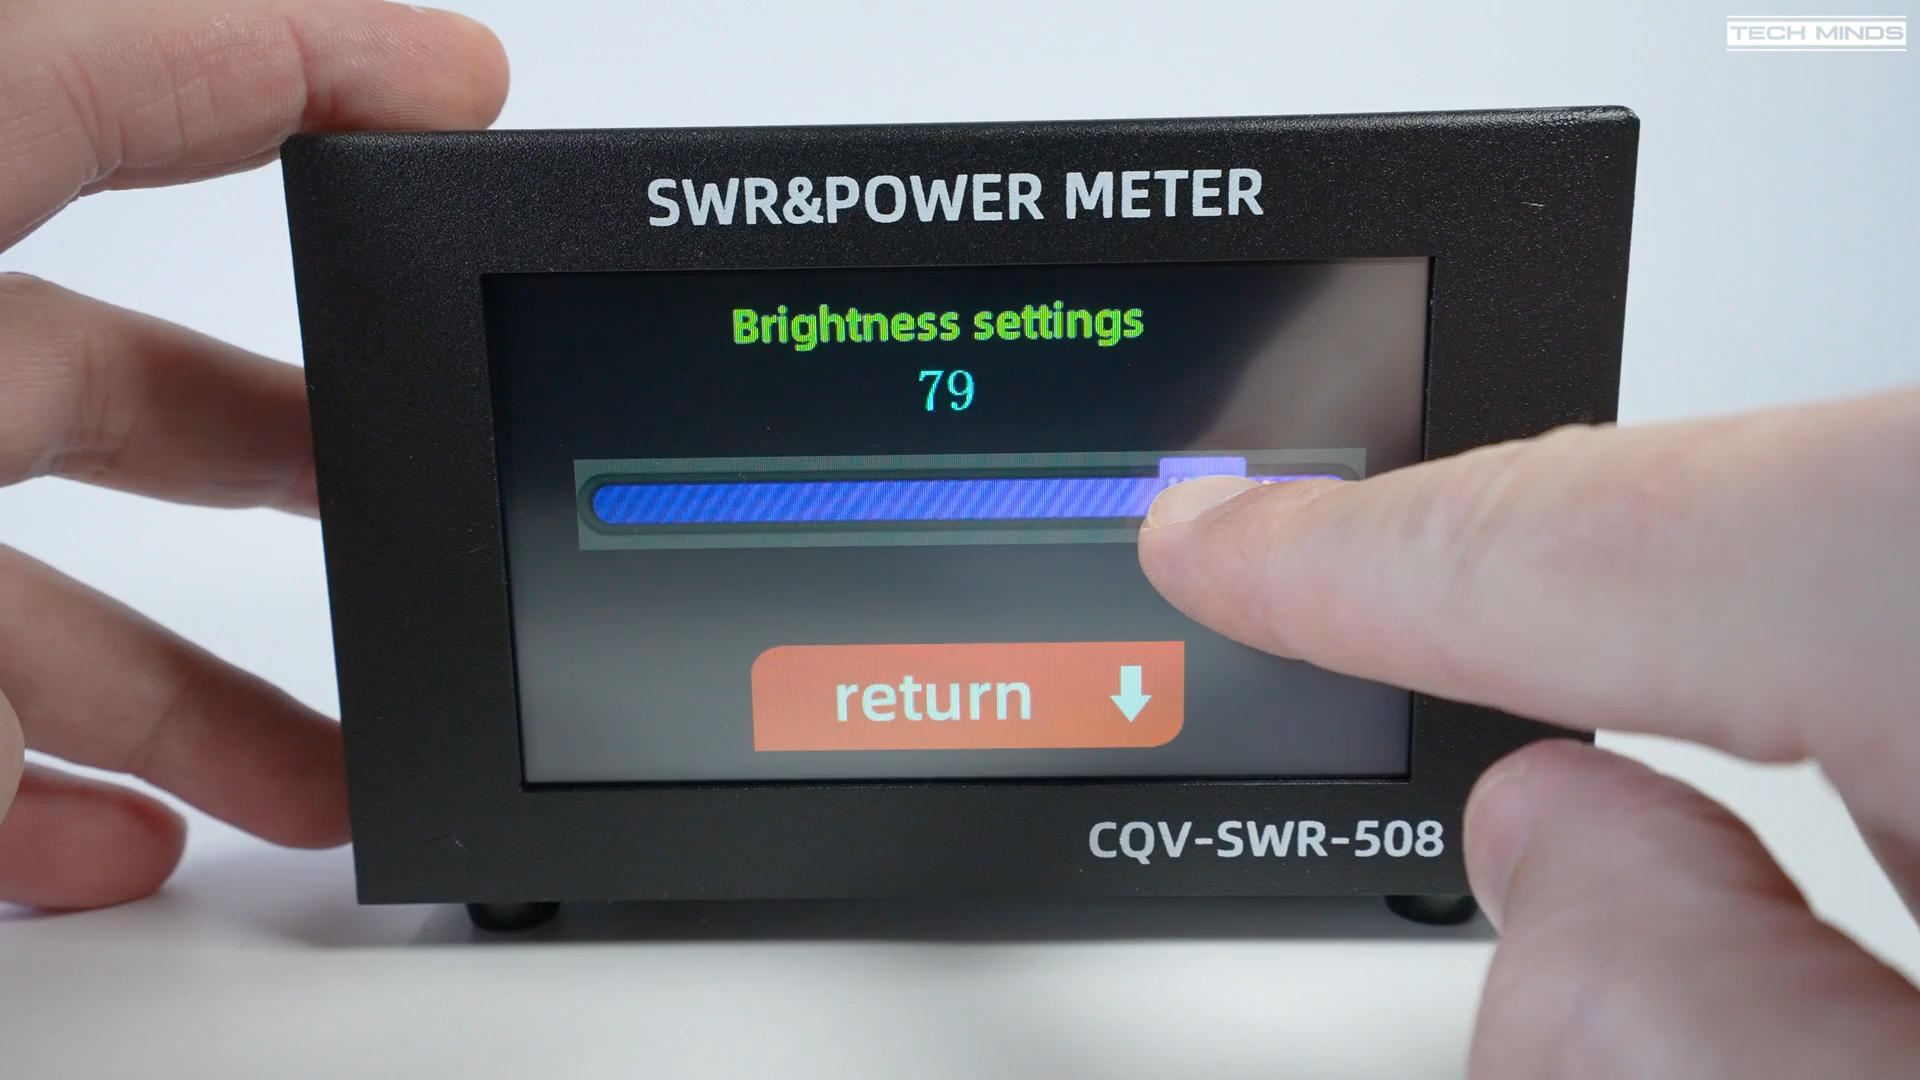 TECH MINDS
SWR&POWER METER
Brightness settings
79
return
CQV-SWR-508